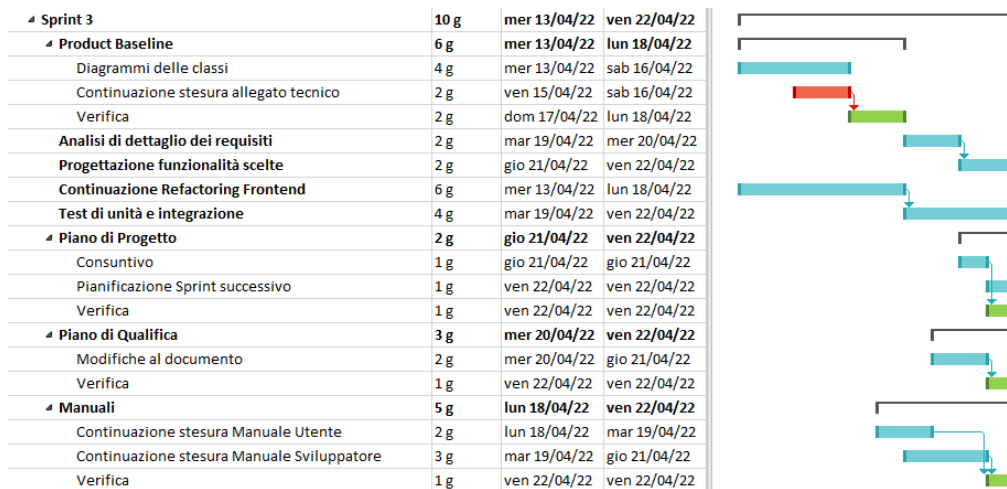 Sprint 3 10 g mer 13/04/22 ven 22/04/22
Product Baseline 6 g mer 13/04/22 lun 18/04/22
Diagrammi delle classi 4 g mer 13/04/22 sab 16/04/22
Continuazione stesura allegato tecnico 2 g ven 15/04/22 sab 16/04/22
Verifica 2 g dom 17/04/22 lun 18/04/22
Analisi di dettaglio dei requisiti 2 g mar 19/04/22 mer 20/04/22
Progettazione funzionalità scelte 2 g gio 21/04/22 ven 22/04/22
Continuazione Refactoring Frontend 6 g mer 13/04/22 lun 18/04/22
Test di unità e integrazione 4 g mar 19/04/22 ven 22/04/22
Piano di Progetto 2 g gio 21/04/22 ven 22/04/22
Consuntivo 1 g gio 21/04/22 gio 21/04/22
Pianificazione Sprint successivo 1 g ven 22/04/22 ven 22/04/22
Verifica 1 g ven 22/04/22 ven 22/04/22
Piano di Qualifica 3 g mer 20/04/22 ven 22/04/22
Modifiche al documento 2 g mer 20/04/22 gio 21/04/22
Verifica 1 g ven 22/04/22 ven 22/04/22
Manuali 5 g lun 18/04/22 ven 22/04/22
Continuazione stesura Manuale Utente 2 g lun 18/04/22 mar 19/04/22
Continuazione stesura Manuale Sviluppatore 3 g mar 19/04/22 gio 21/04/22
Verifica 1 g ven 22/04/22 ven 22/04/22